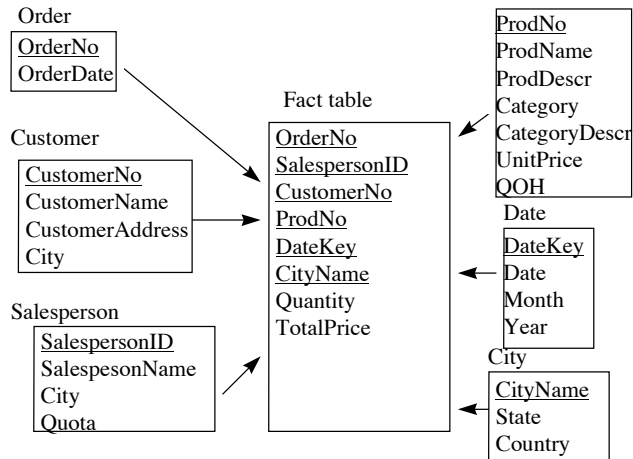 Order
OrderNo
OrderDate
Customer
CustomerNo
CustomerName
CustomerAddress
City
Salesperson
SalespersonID
SalespesonName
City
Quota
Fact table
OrderNo
SalespersonID
CustomerNo
ProdNo
DateKey
CityName
Quantity
TotalPrice
ProdNo
ProdName
ProdDescr
Category
CategoryDescr
UnitPrice
QOH
Date
DateKey
Date
Month
Year
City
CityName
State
Country